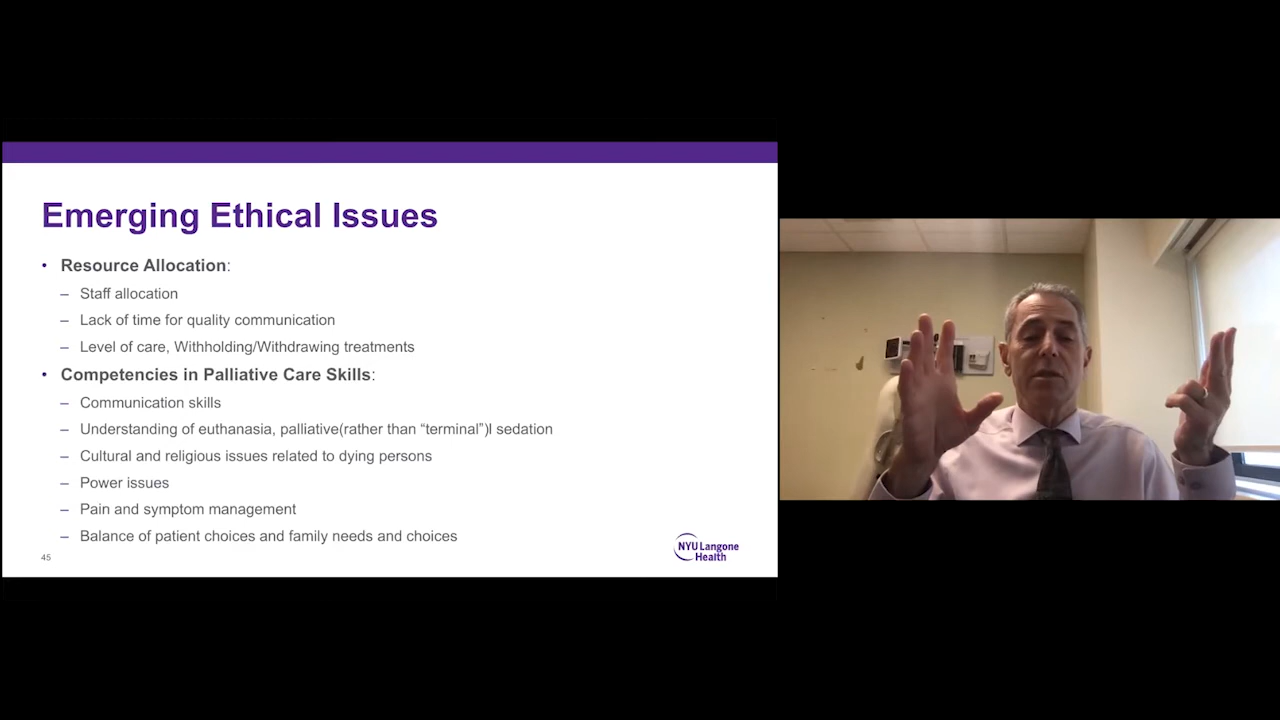 Emerging Ethical Issues
• Resource Allocation:
– Staff allocation
– Lack of time for quality communication
– Level of care, Withholding/Withdrawing treatments
• Competencies in Palliative Care Skills:
– Communication skills
– Understanding of euthanasia, palliative(rather than “terminal”)l sedation
– Cultural and religious issues related to dying persons
– Power issues
– Pain and symptom management
– Balance of patient choices and family needs and choices
45
NYU Langone
Health